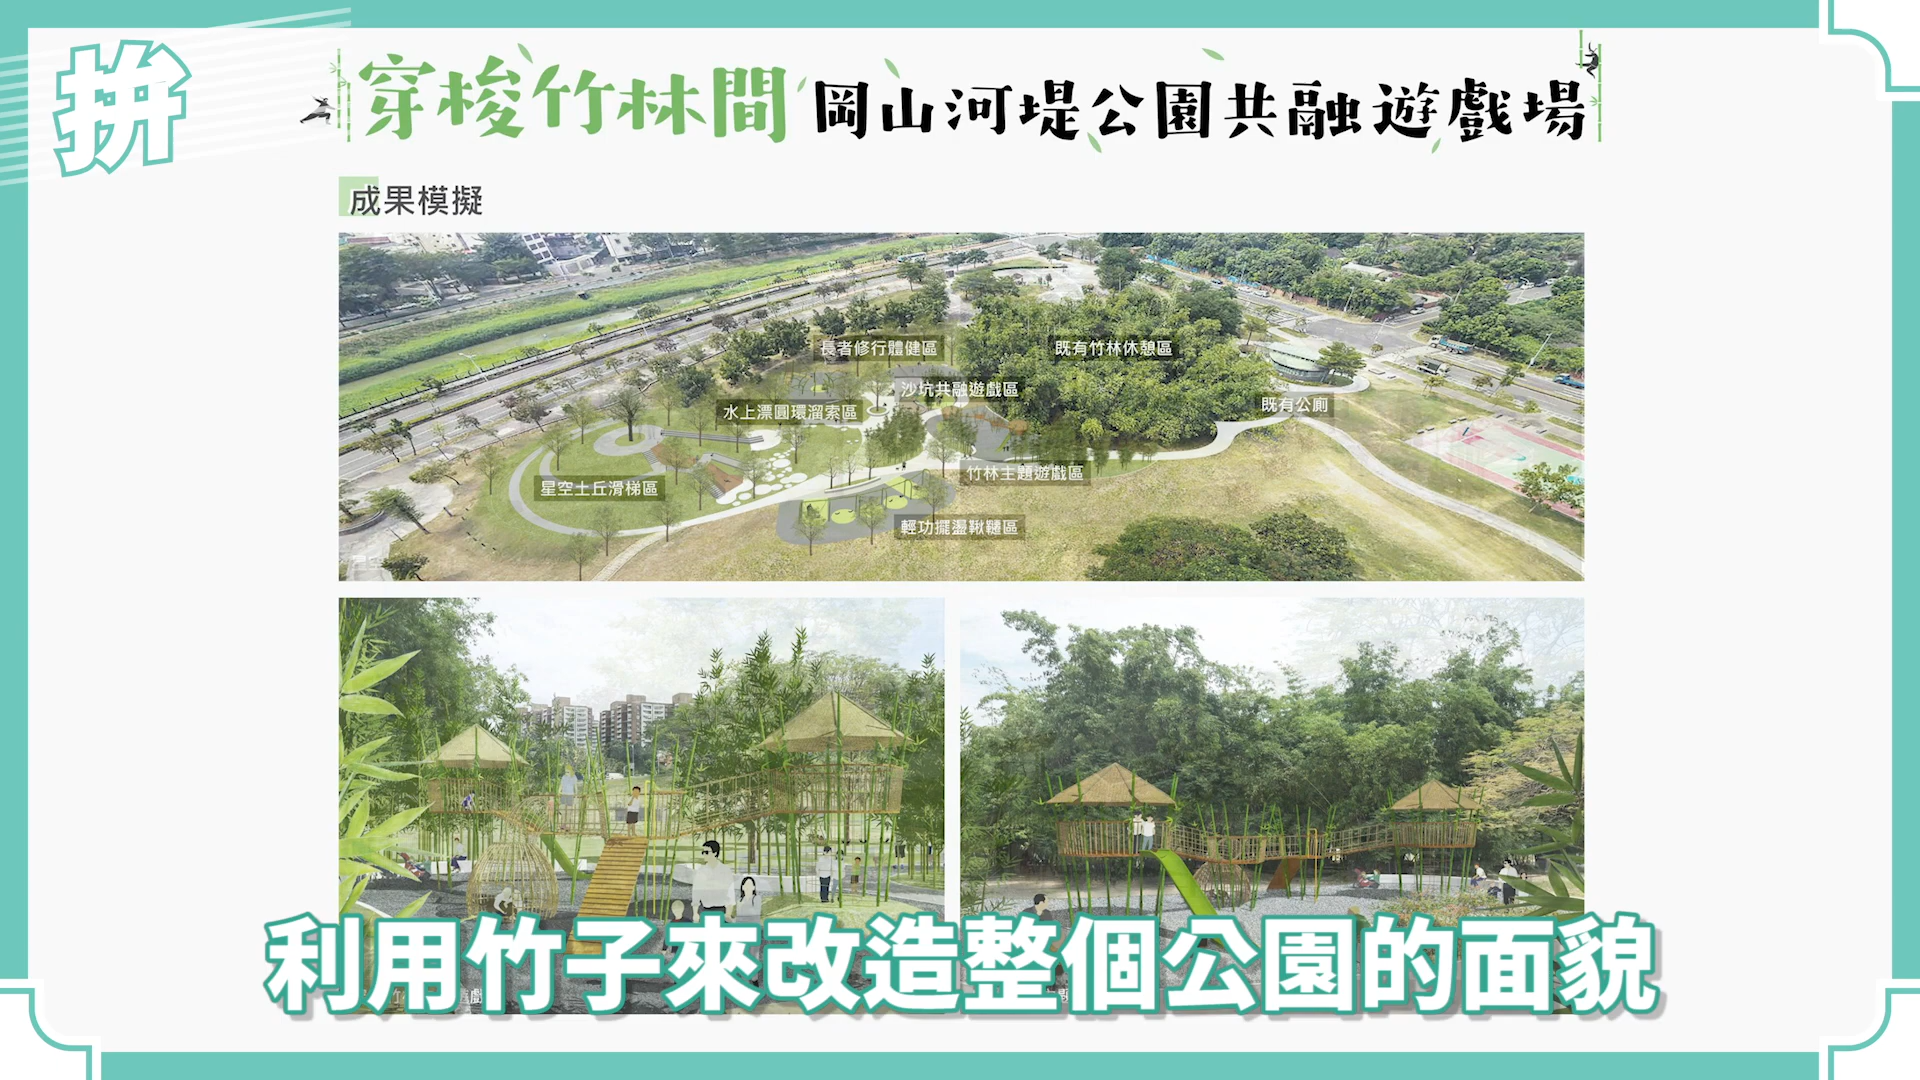 拚
穿梭竹林間 岡山河堤公園共融遊戲場
成果模擬
長者修行體健區
既有竹林休憩區
沙坑共融遊戲區
水上漂圓環溜索區
既有公廁
竹林主題遊戲區
星空土丘滑梯區
輕功擺盪鞦韆區
利用竹子來改造整個公園的面貌